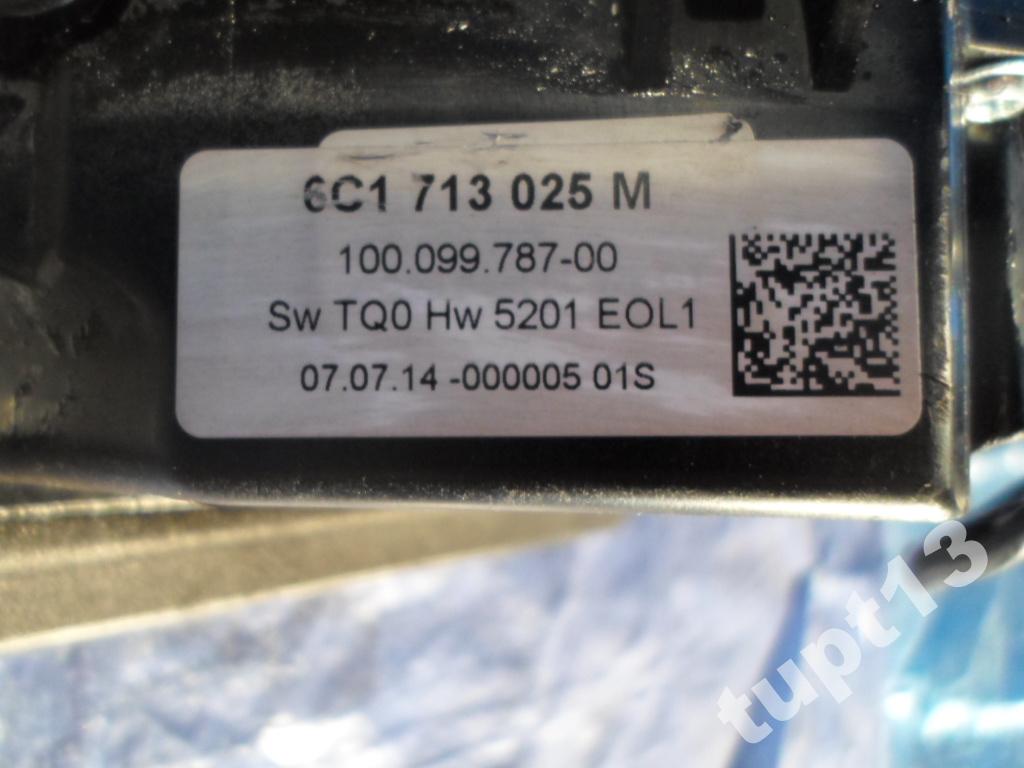 6C1 713 025 M
100.099.787-00
Sw TQ0 Hw 5201 EOL1
07.07.14 -000005 01S
tupt13